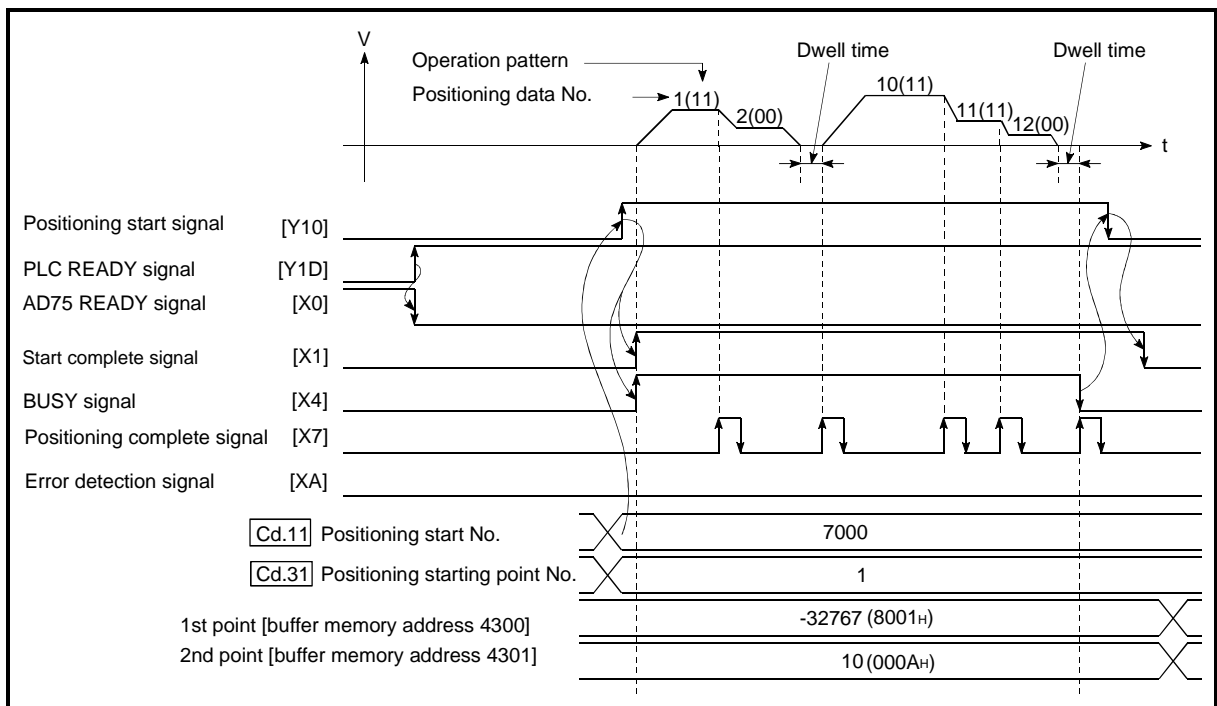 V
Operation pattern
Positioning data No.
Dwell time
Dwell time
1(11)
2(00)
10(11)
11(11)
12(00)
t
Positioning start signal [Y10]
PLC READY signal [Y1D]
AD75 READY signal [X0]
Start complete signal [X1]
BUSY signal [X4]
Positioning complete signal [X7]
Error detection signal [XA]
Cd.11 Positioning start No. 7000
Cd.31 Positioning starting point No. 1
1st point [buffer memory address 4300] -32767 (8001H)
2nd point [buffer memory address 4301] 10 (000AH)